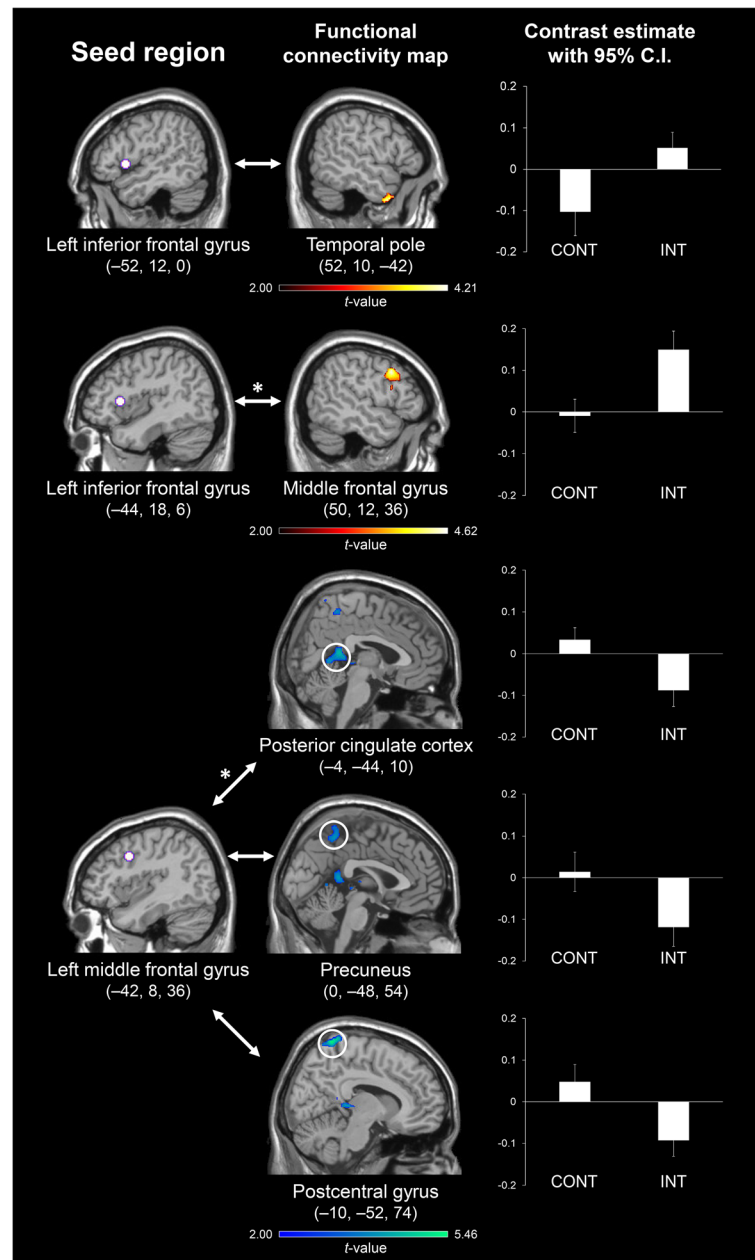 Seed region
Functional
connectivity map
Contrast estimate
with 95% C.I.
Left inferior frontal gyrus
(–52, 12, 0)
Temporal pole
(52, 10, –42)
2.00
4.21
t-value
0.2
0.1
0
-0.1
-0.2
CONT
INT
*
Left inferior frontal gyrus
(–44, 18, 6)
Middle frontal gyrus
(50, 12, 36)
2.00
4.62
t-value
0.2
0.1
0
-0.1
-0.2
CONT
INT
Posterior cingulate cortex
(–4, –44, 10)
0.2
0.1
0
-0.1
-0.2
CONT
INT
*
Left middle frontal gyrus
(–42, 8, 36)
Precuneus
(0, –48, 54)
0.2
0.1
0
-0.1
-0.2
CONT
INT
Postcentral gyrus
(–10, –52, 74)
2.00
5.46
t-value
0.2
0.1
0
-0.1
-0.2
CONT
INT